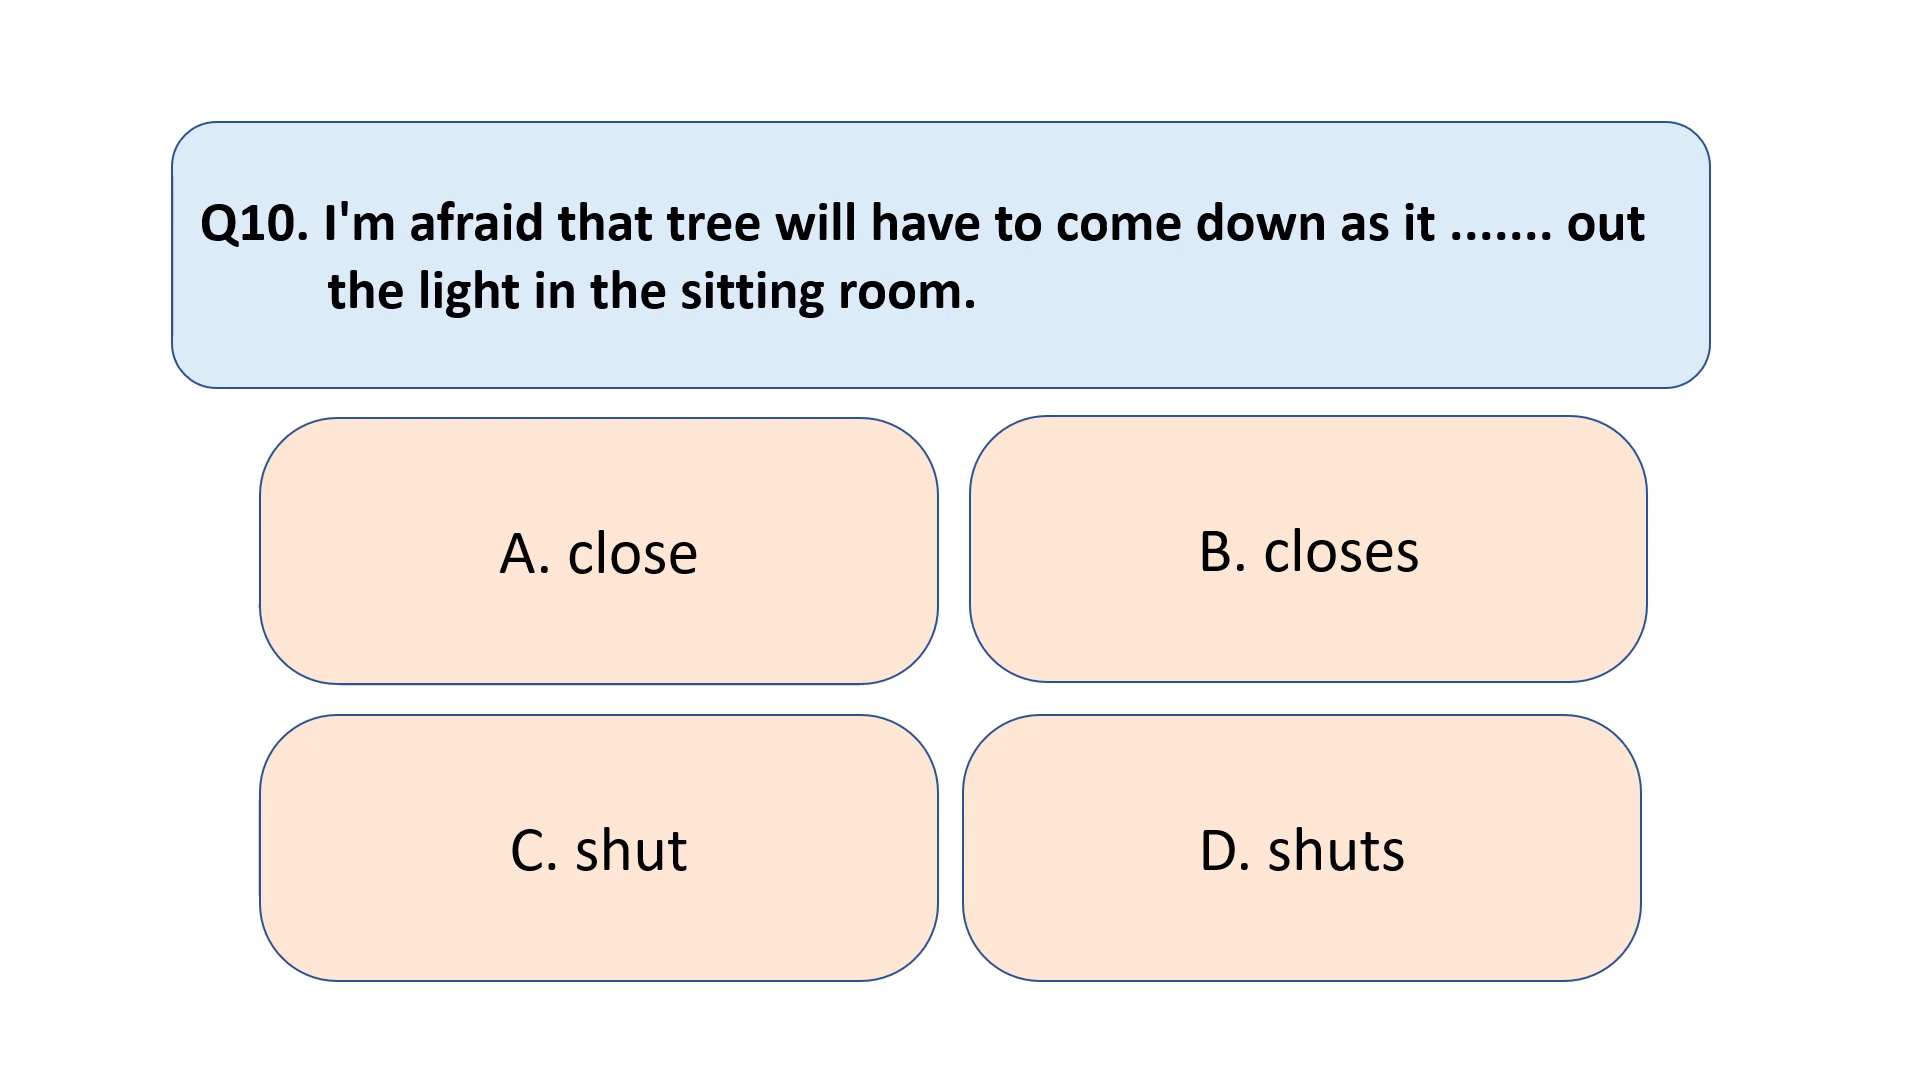 Q10. I'm afraid that tree will have to come down as it ....... out
the light in the sitting room.
A. close
B. closes
C. shut
D. shuts